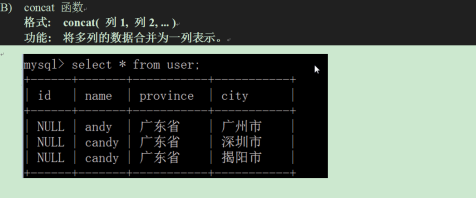 B) concat 函数
格式: concat( 列1, 列2, ... )
功能: 将多列的数据合并为一列表示。
mysql> select * from user;
+------+-------+-----------+-----------+
| id | name | province | city |
+------+-------+-----------+-----------+
| NULL | andy | 广东省 | 广州市 |
| NULL | candy | 广东省 | 深圳市 |
| NULL | candy | 广东省 | 揭阳市 |
+------+-------+-----------+-----------+